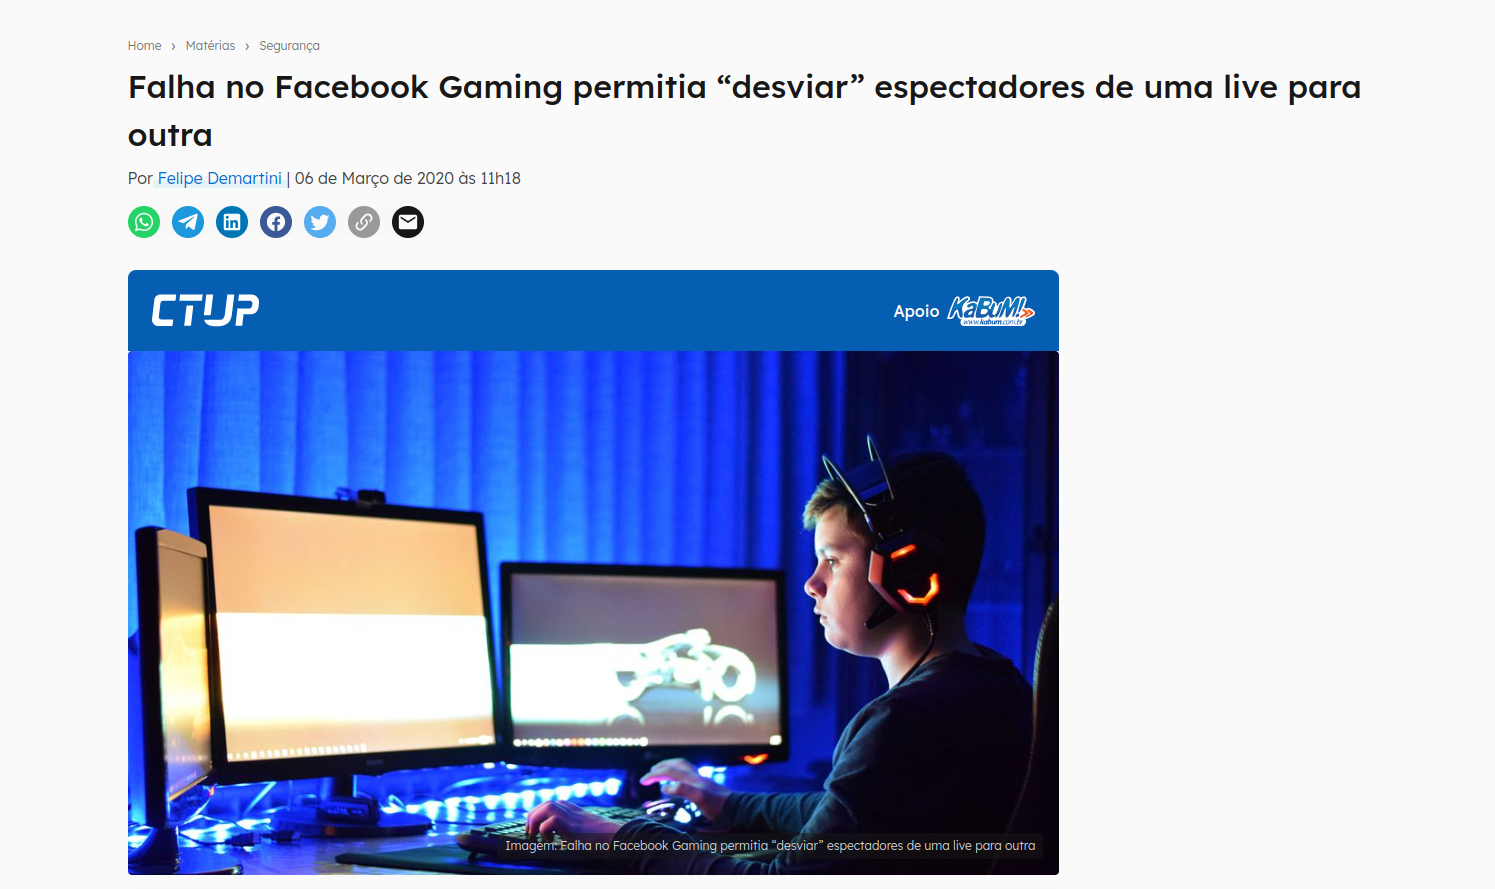 Home › Matérias › Segurança
Falha no Facebook Gaming permitia “desviar” espectadores de uma live para
outra
Por Felipe Demartini | 06 de Março de 2020 às 11h18
CTUP
Apoio KaBuM!
www.kabum.com.br
Imagem: Falha no Facebook Gaming permitia “desviar” espectadores de uma live para outra